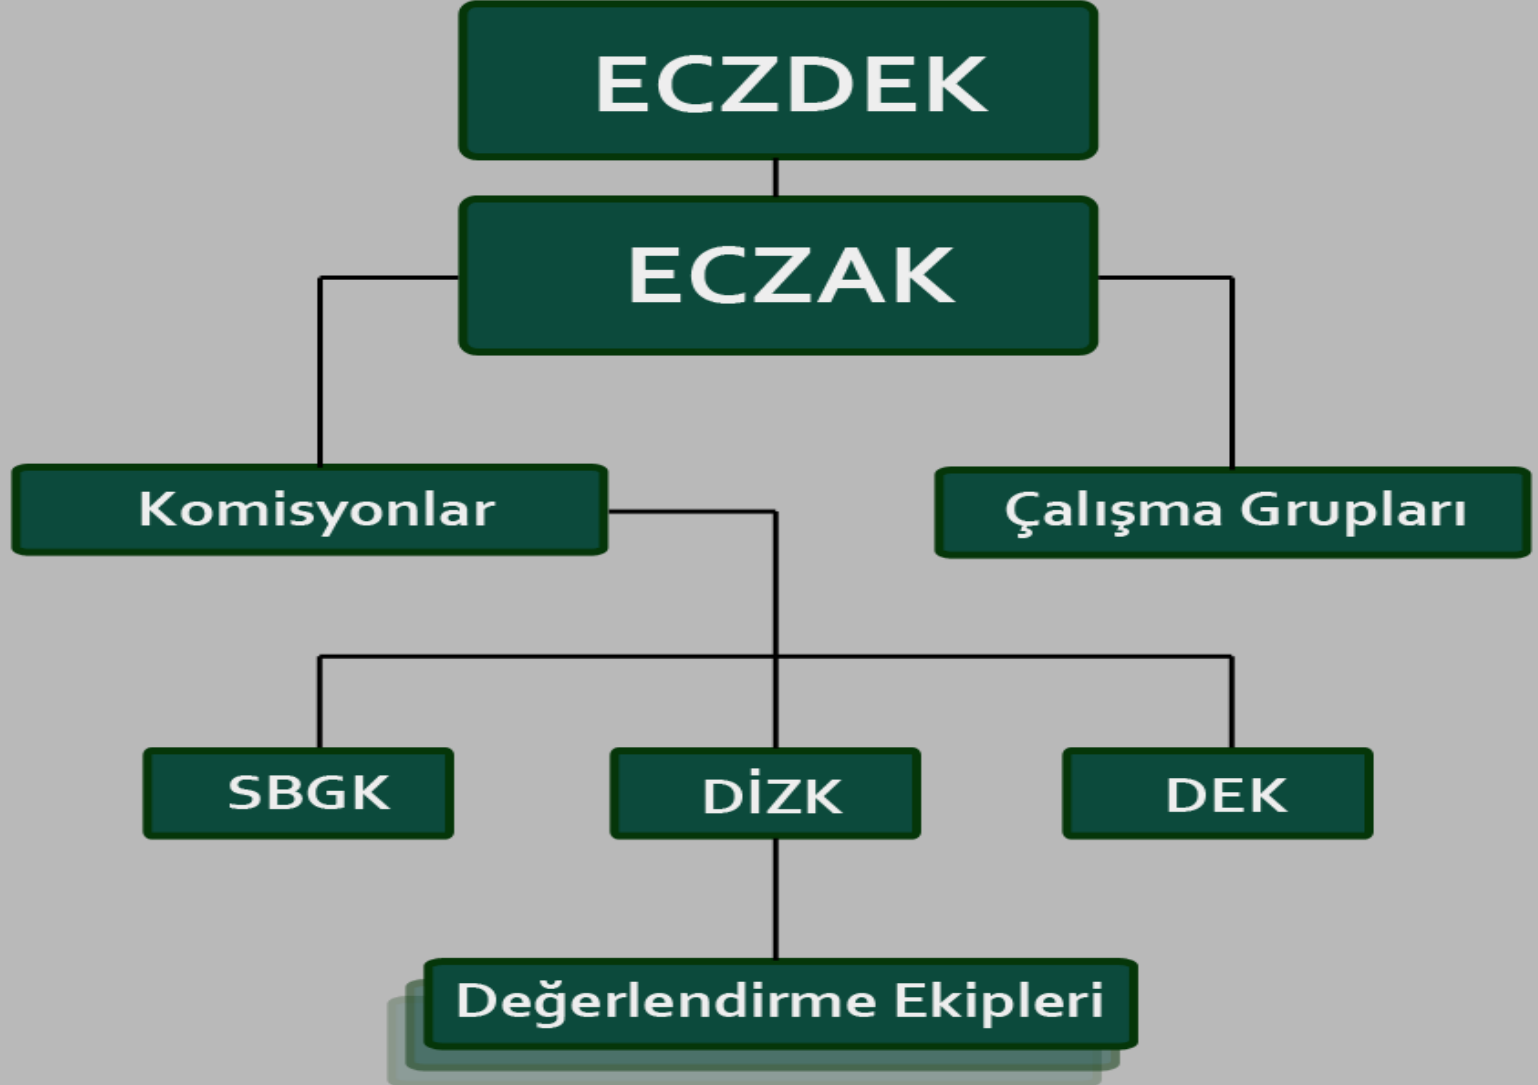 ECZDEK
ECZAK
Komisyonlar
Çalışma Grupları
SBGK
DİZK
DEK
Değerlendirme Ekipleri